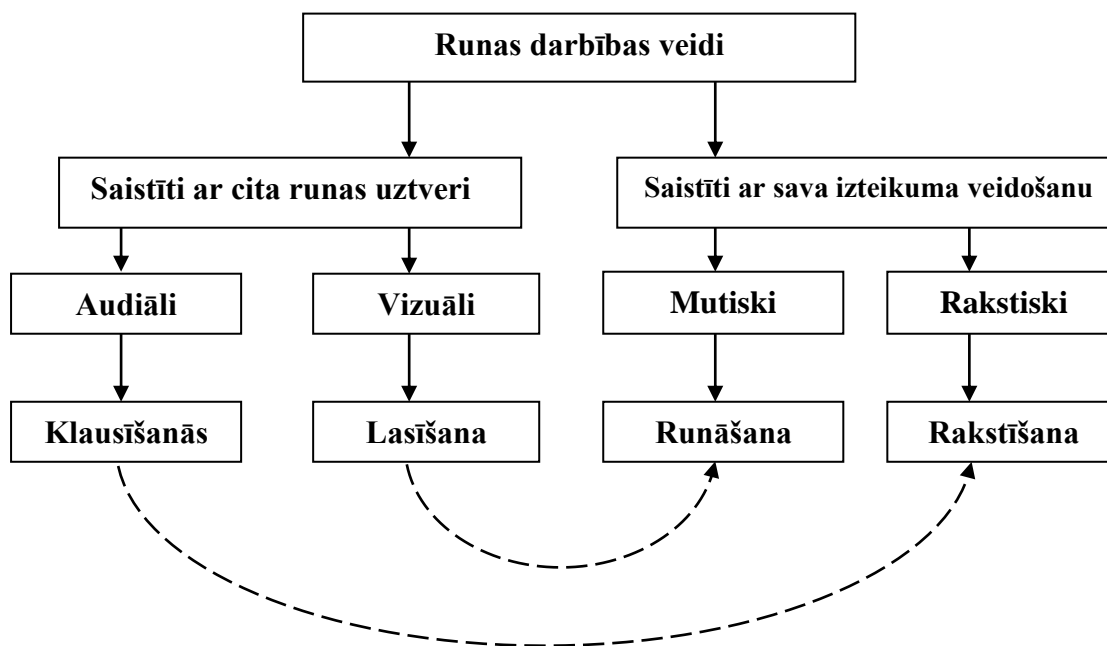 Runas darbības veidi
Saistīti ar cita runas uztveri
Saistīti ar sava izteikuma veidošanu
Audiāli
Vizuāli
Mutiski
Rakstiski
Klausīšanās
Lasīšana
Runāšana
Rakstīšana